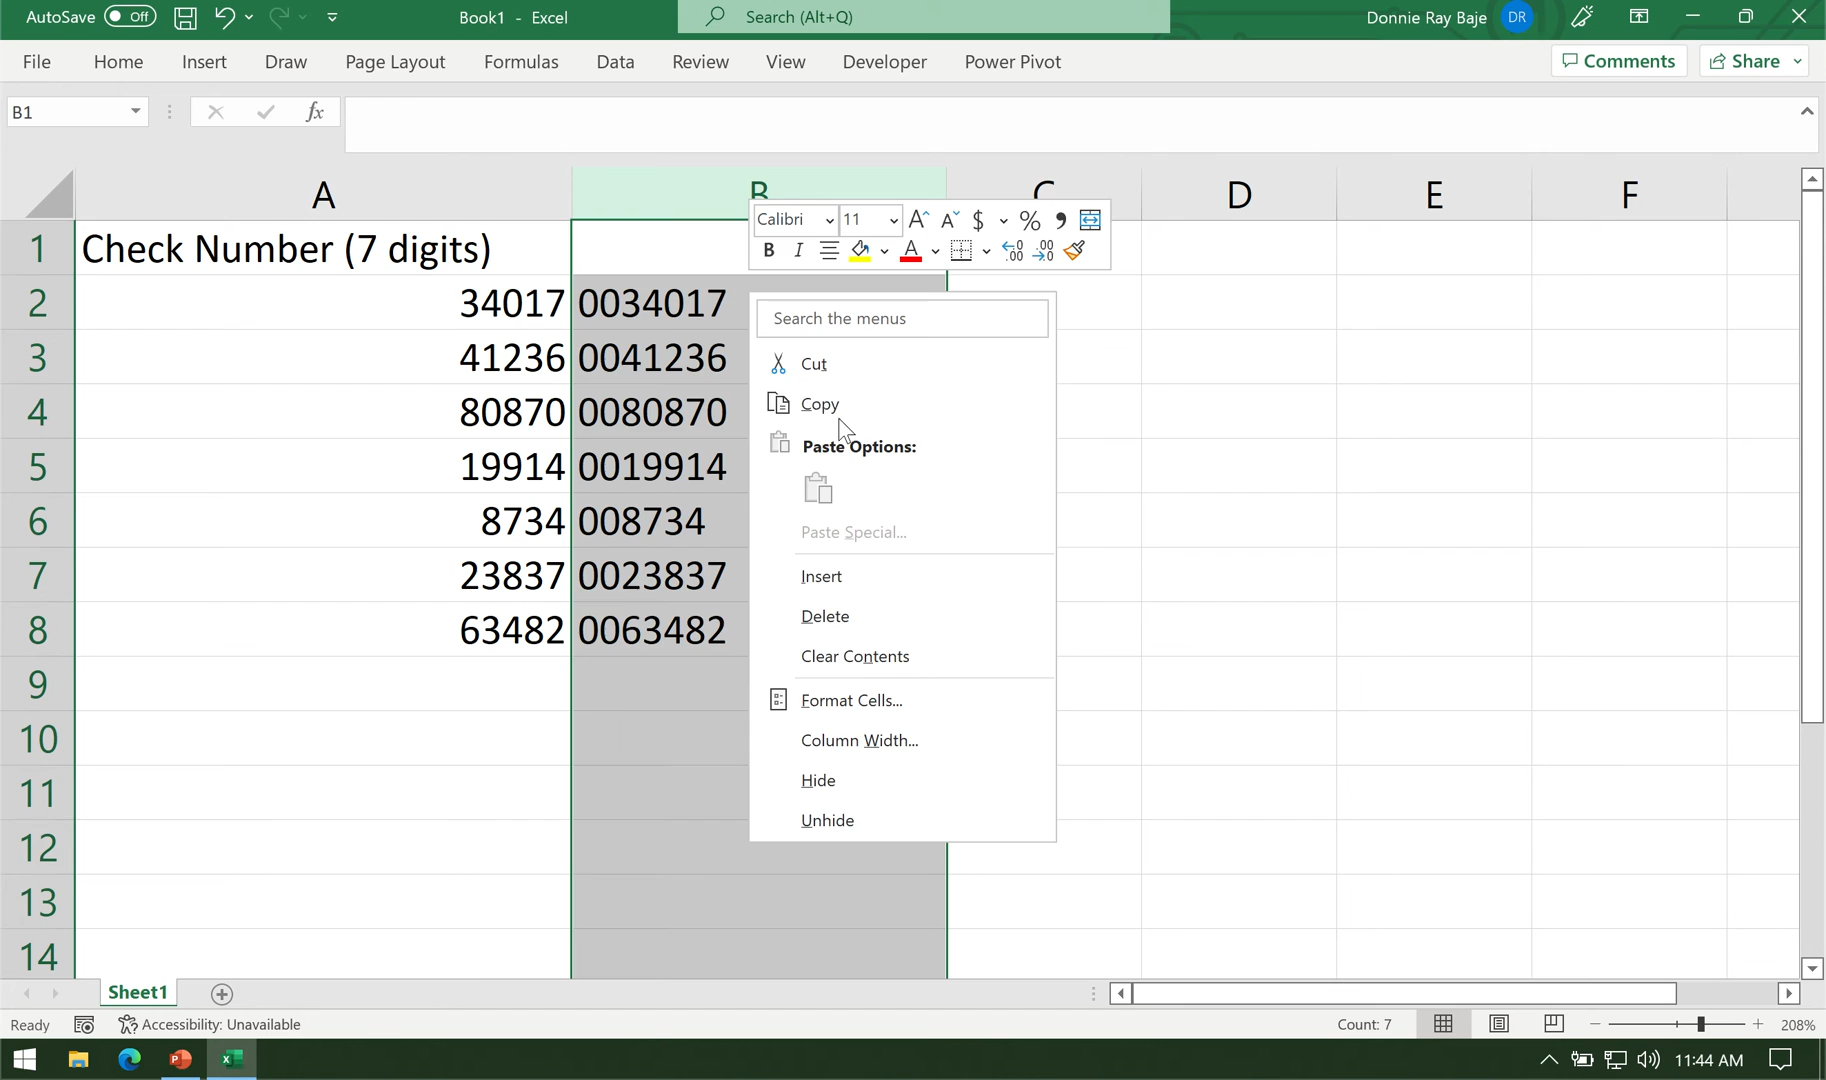 AutoSave Off Book1 - Excel Search (Alt+Q) Donnie Ray Baje DR
File Home Insert Draw Page Layout Formulas Data Review View Developer Power Pivot Comments Share
B1 fx
A B C D E F
Calibri 11 A A $ % ,
B I A .00 .00
1 Check Number (7 digits)
2 34017 0034017
3 41236 0041236
4 80870 0080870
5 19914 0019914
6 8734 008734
7 23837 0023837
8 63482 0063482
9
10
11
12
13
14
Search the menus
Cut
Copy
Paste Options:
Paste Special...
Insert
Delete
Clear Contents
Format Cells...
Column Width...
Hide
Unhide
Sheet1
Ready Accessibility: Unavailable Count: 7 208%
11:44 AM